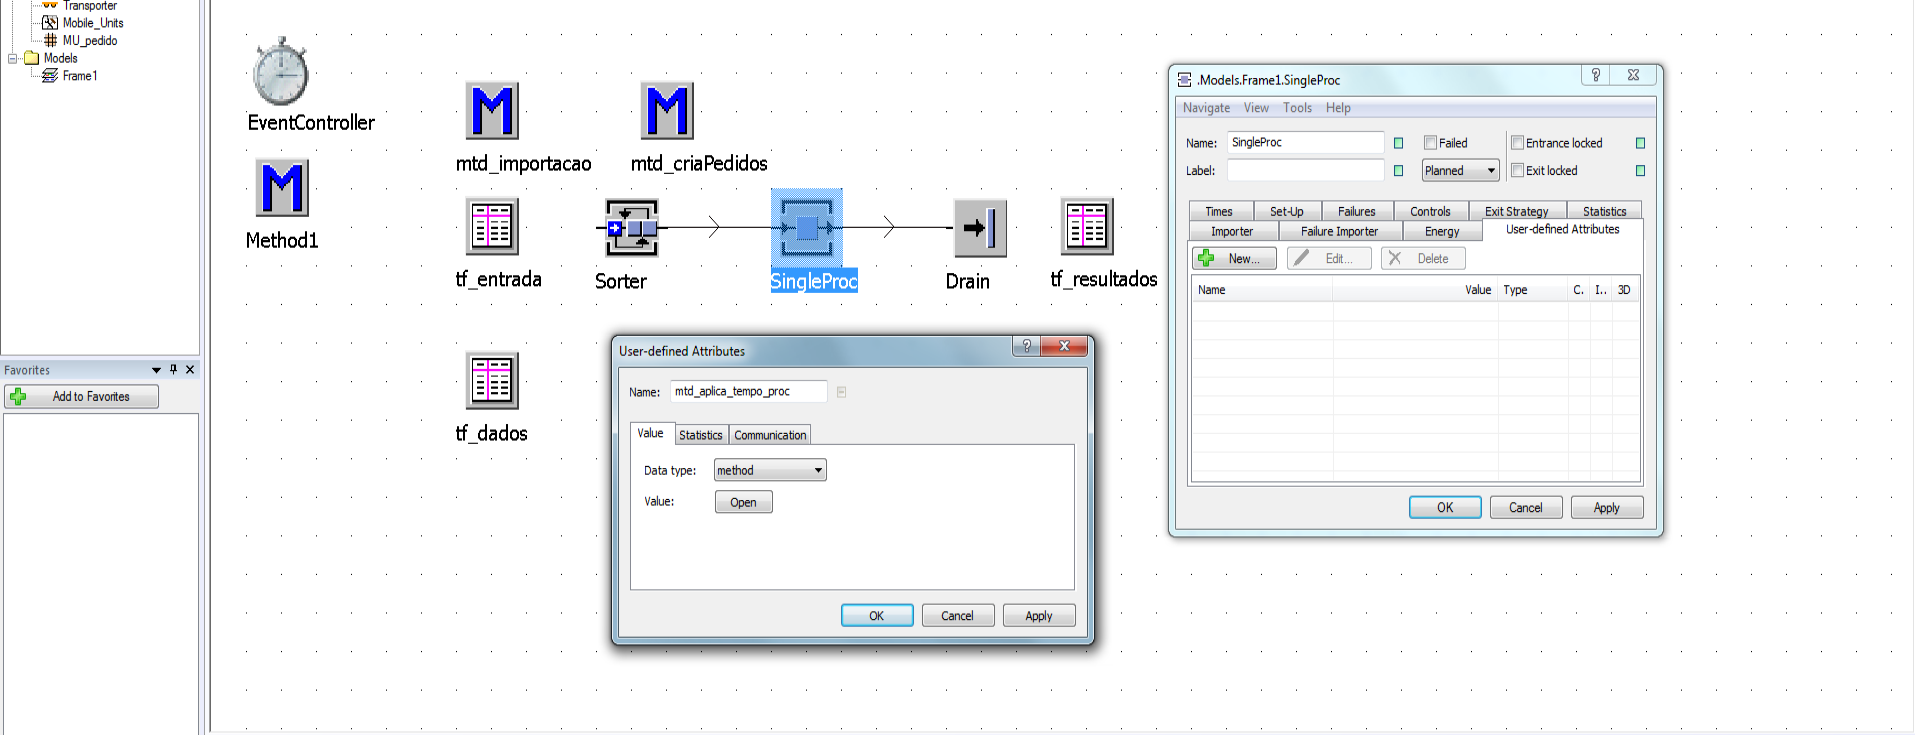 Transporter
Mobile_Units
MU_pedido
Models
Frame1
Favorites
Add to Favorites
EventController
Method1
mtd_importacao
mtd_criaPedidos
tf_entrada
Sorter
SingleProc
Drain
tf_resultados
tf_dados
User-defined Attributes
?
Name: mtd_aplica_tempo_proc
Value Statistics Communication
Data type: method
Value: Open
OK Cancel Apply
.Models.Frame1.SingleProc
?
Navigate View Tools Help
Name: SingleProc Failed Entrance locked
Label: Planned Exit locked
Times Set-Up Failures Controls Exit Strategy Statistics
Importer Failure Importer Energy User-defined Attributes
New... Edit... Delete
Name Value Type C. I.. 3D
OK Cancel Apply